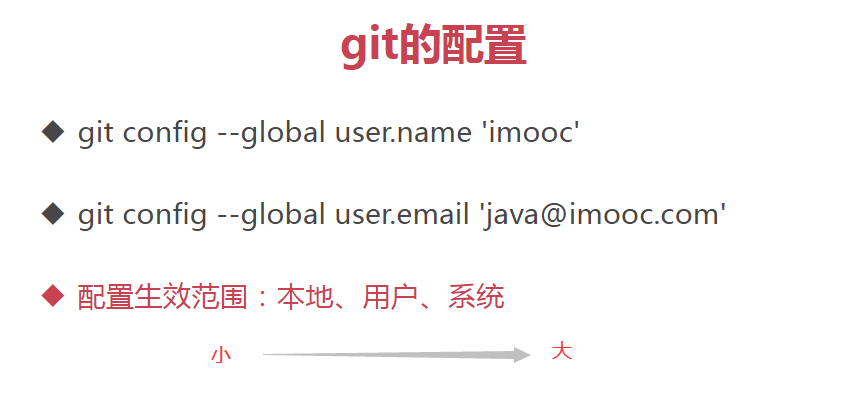 git的配置
git config --global user.name 'imooc'
git config --global user.email 'java@imooc.com'
配置生效范围：本地、用户、系统
小 大